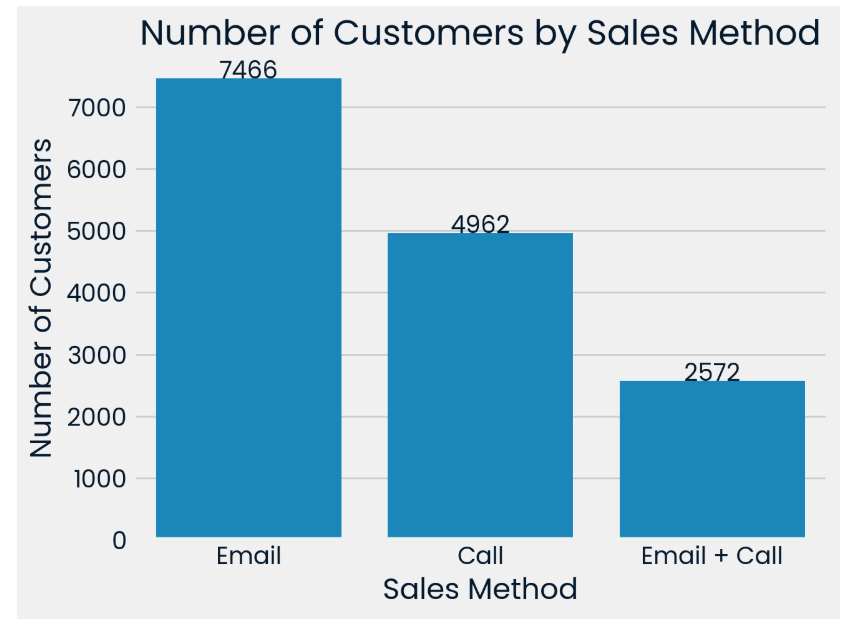 Number of Customers by Sales Method
7466
7000
6000
4962
5000
4000
3000
2572
2000
1000
0
Number of Customers
Email
Call
Email + Call
Sales Method